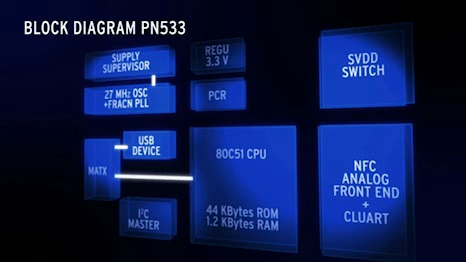 BLOCK DIAGRAM PN533
SUPPLY
SUPERVISOR
REGU
3.3 V
SVDD
SWITCH
27 MHz OSC
+FRACN PLL
PCR
USB
DEVICE
MATX
80C51 CPU
44 KBytes ROM
1.2 KBytes RAM
NFC
ANALOG
FRONT END
+
CLUART
I²C
MASTER